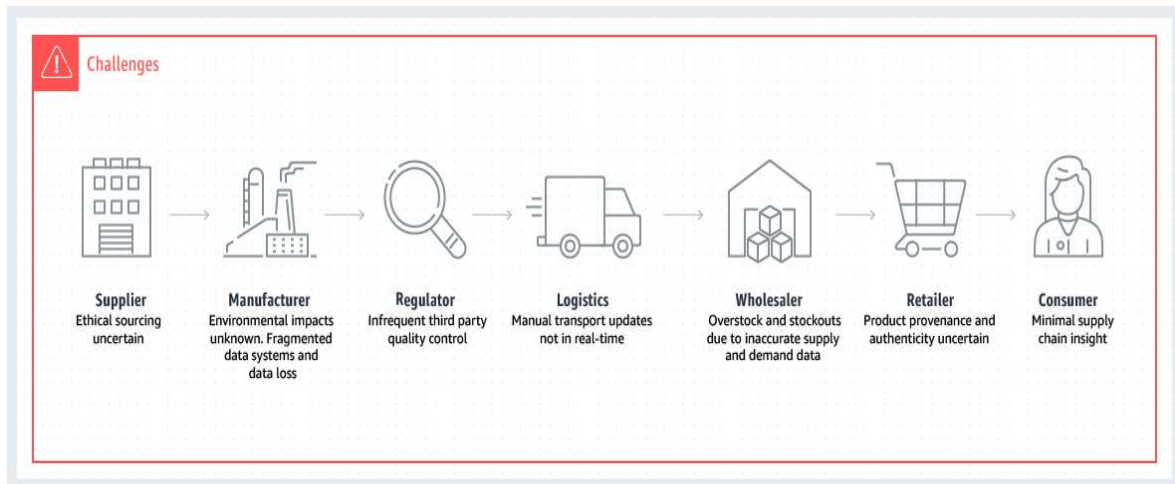 Challenges
Supplier
Ethical sourcing
uncertain
Manufacturer
Environmental impacts
unknown. Fragmented
data systems and
data loss
Regulator
Infrequent third party
quality control
Logistics
Manual transport updates
not in real-time
Wholesaler
Overstock and stockouts
due to inaccurate supply
and demand data
Retailer
Product provenance and
authenticity uncertain
Consumer
Minimal supply
chain insight